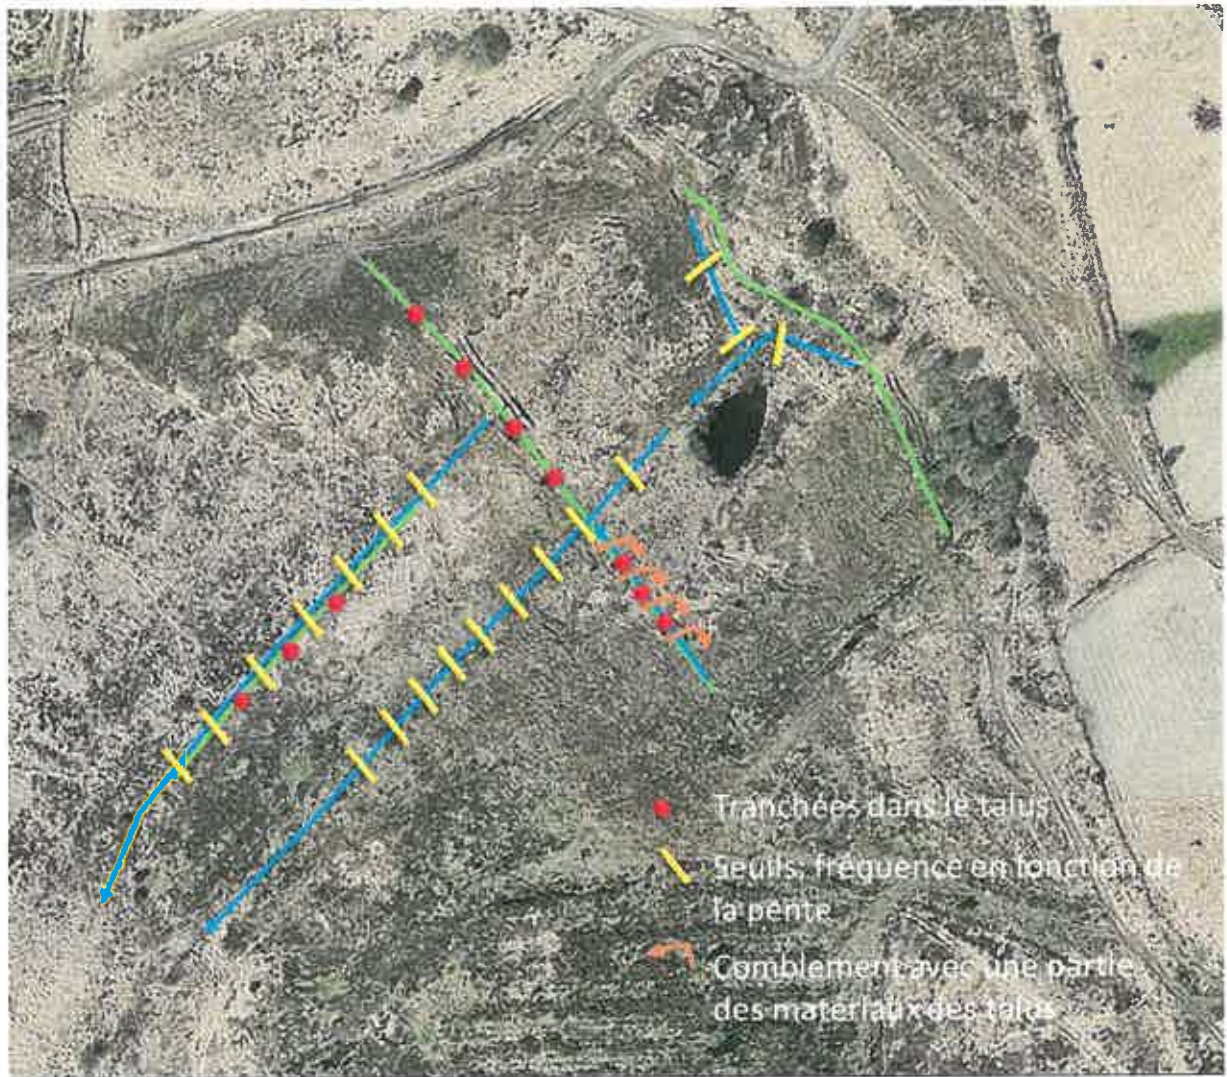 Tranchées dans le talus
Seuils, fréquence en fonction de
la pente
Comblement avec une partie
des materiaux des talus